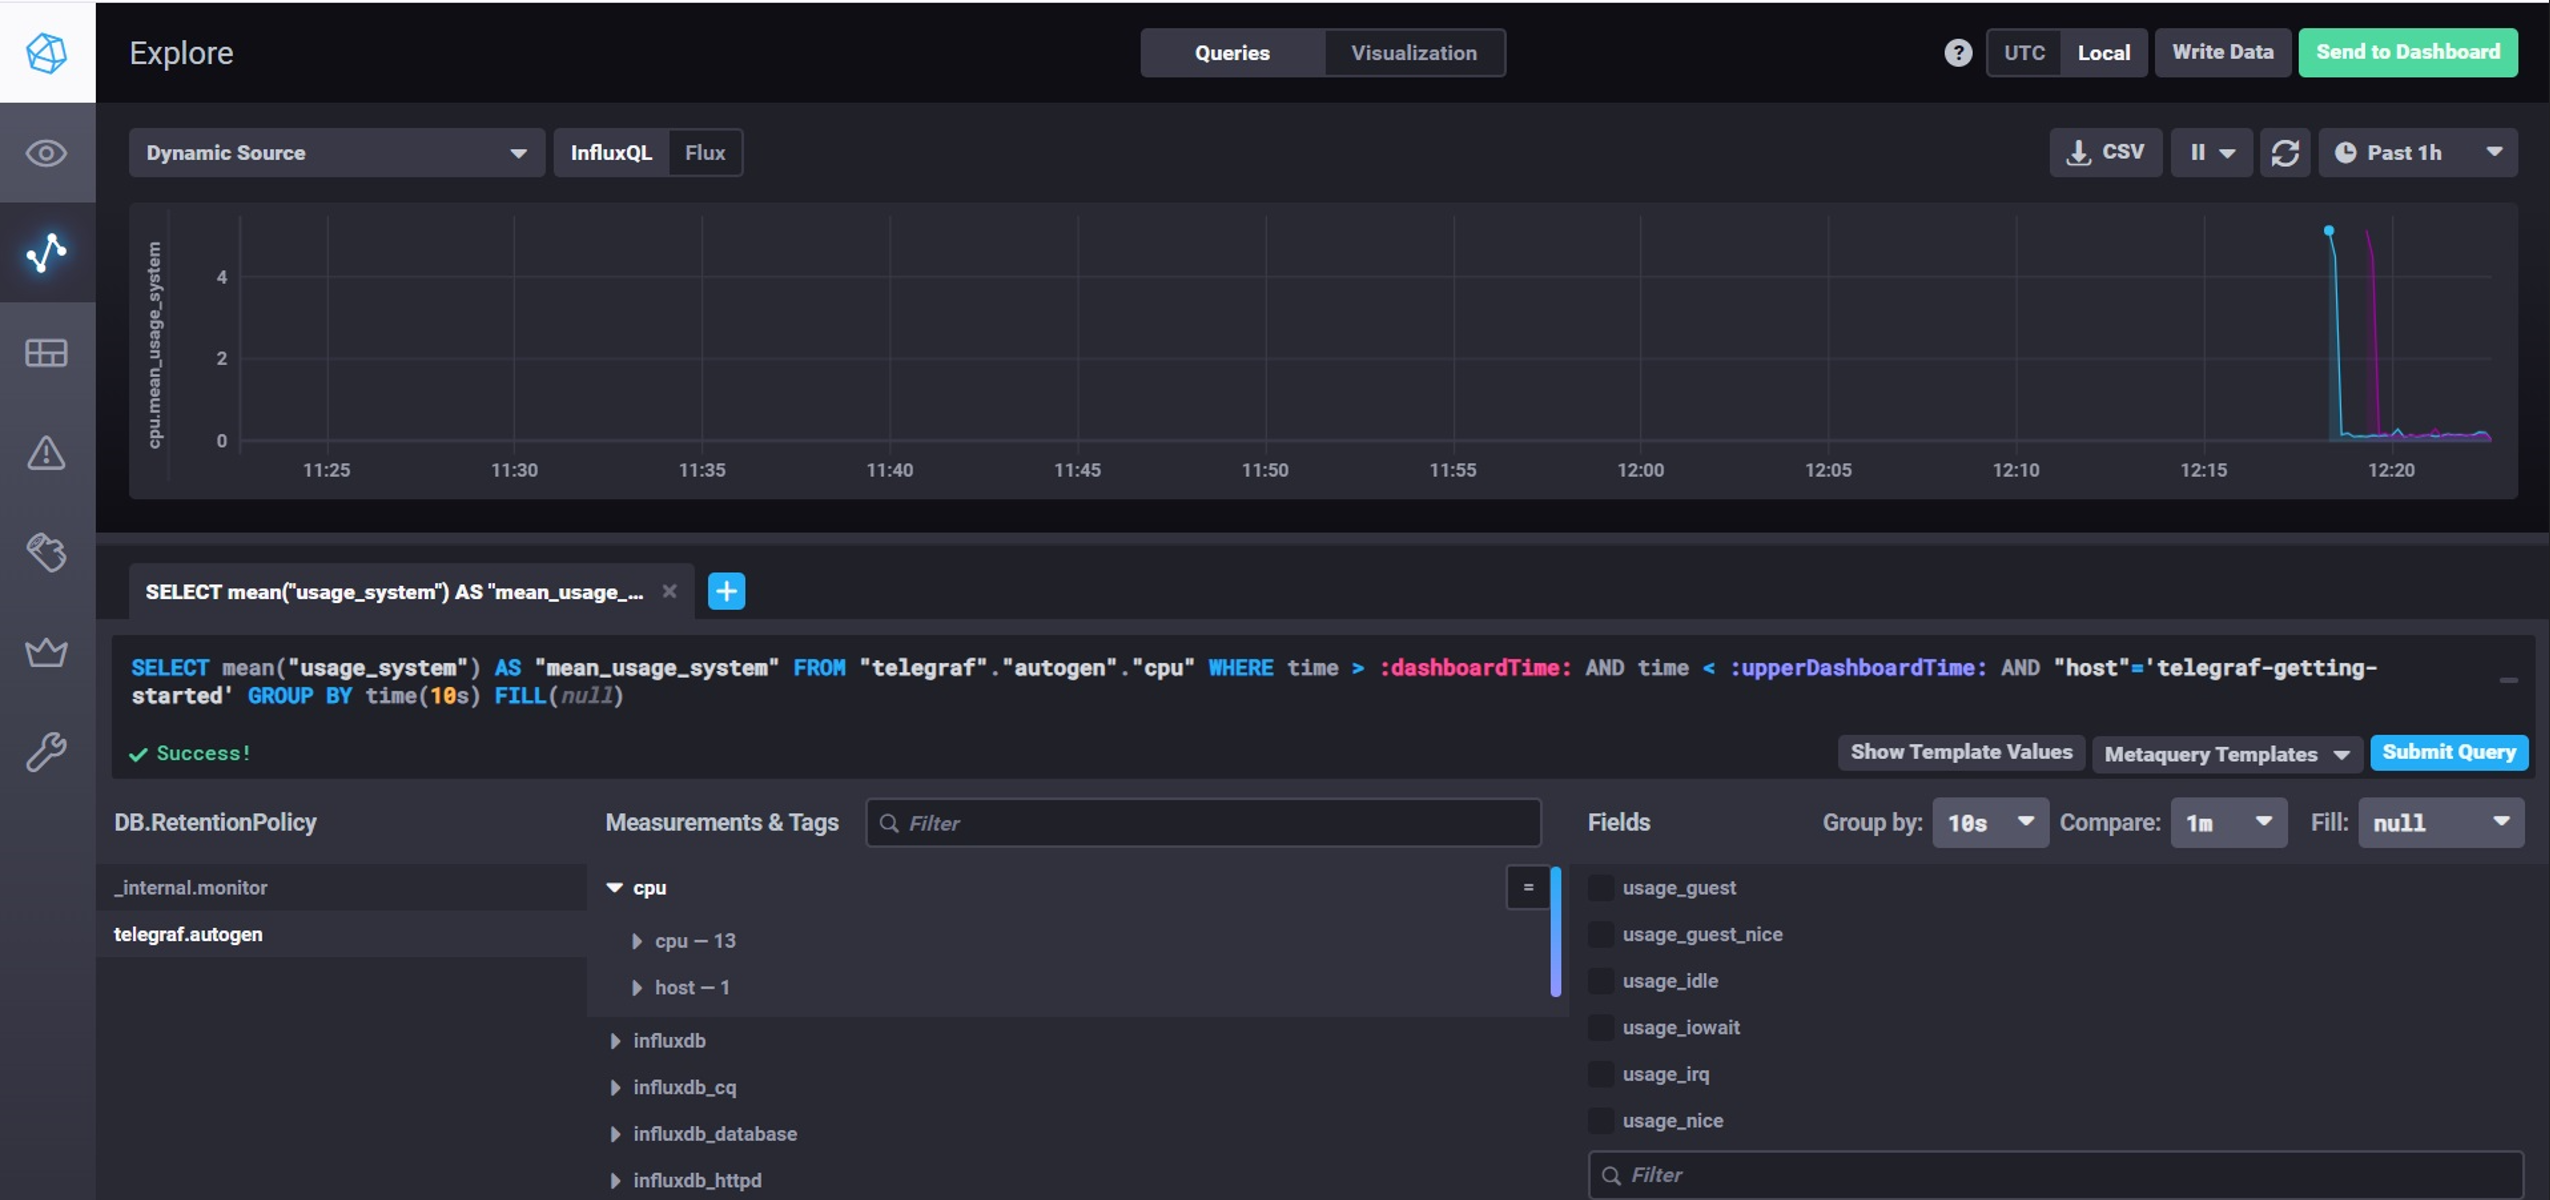 Explore
Queries
Visualization
?
UTC
Local
Write Data
Send to Dashboard
Dynamic Source
InfluxQL
Flux
CSV
Past 1h
cpu.mean_usage_system
4
2
0
11:25
11:30
11:35
11:40
11:45
11:50
11:55
12:00
12:05
12:10
12:15
12:20
SELECT mean("usage_system") AS "mean_usage_...
SELECT mean("usage_system") AS "mean_usage_system" FROM "telegraf"."autogen"."cpu" WHERE time > :dashboardTime: AND time < :upperDashboardTime: AND "host"='telegraf-getting-
started' GROUP BY time(10s) FILL(null)
Success!
Show Template Values
Metaquery Templates
Submit Query
DB.RetentionPolicy
_internal.monitor
telegraf.autogen
Measurements & Tags
Filter
cpu
=
cpu — 13
host — 1
influxdb
influxdb_cq
influxdb_database
influxdb_httpd
Fields
Group by:
10s
Compare:
1m
Fill:
null
usage_guest
usage_guest_nice
usage_idle
usage_iowait
usage_irq
usage_nice
Filter